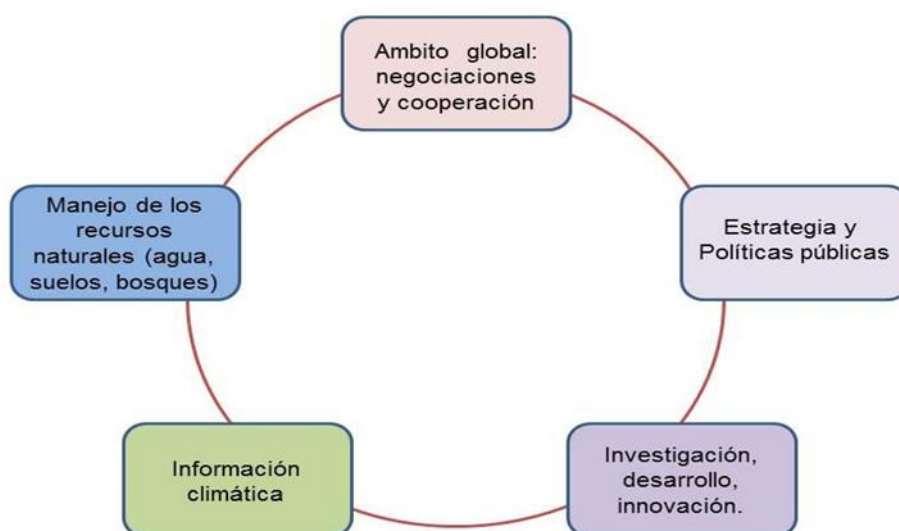 Ambito global:
negociaciones
y cooperación
Estrategia y
Políticas públicas
Investigación,
desarrollo,
innovación.
Información
climática
Manejo de los
recursos
naturales (agua,
suelos, bosques)